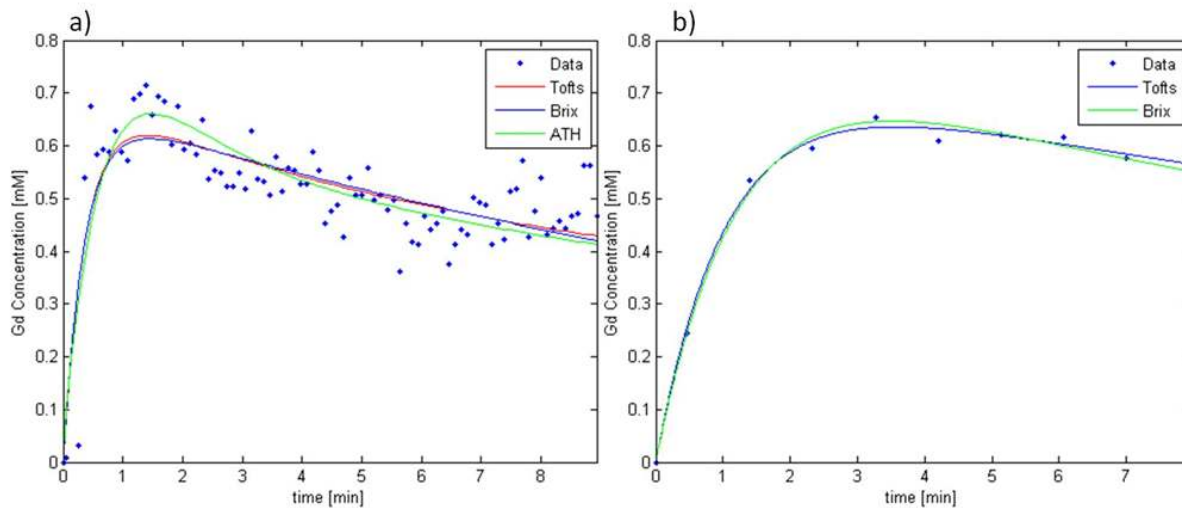 a)
0.8
0.7
0.6
0.5
0.4
0.3
0.2
0.1
0
Gd Concentration [mM]
0 1 2 3 4 5 6 7 8
time [min]
Data
Tofts
Brix
ATH
b)
0.8
0.7
0.6
0.5
0.4
0.3
0.2
0.1
0
Gd Concentration [mM]
0 1 2 3 4 5 6 7
time [min]
Data
Tofts
Brix